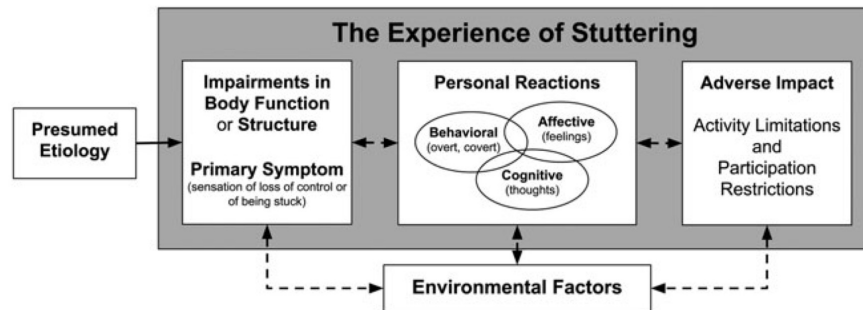 The Experience of Stuttering
Presumed
Etiology
Impairments in
Body Function
or Structure
Primary Symptom
(sensation of loss of control or
of being stuck)
Personal Reactions
Behavioral
(overt, covert)
Affective
(feelings)
Cognitive
(thoughts)
Adverse Impact
Activity Limitations
and
Participation
Restrictions
Environmental Factors